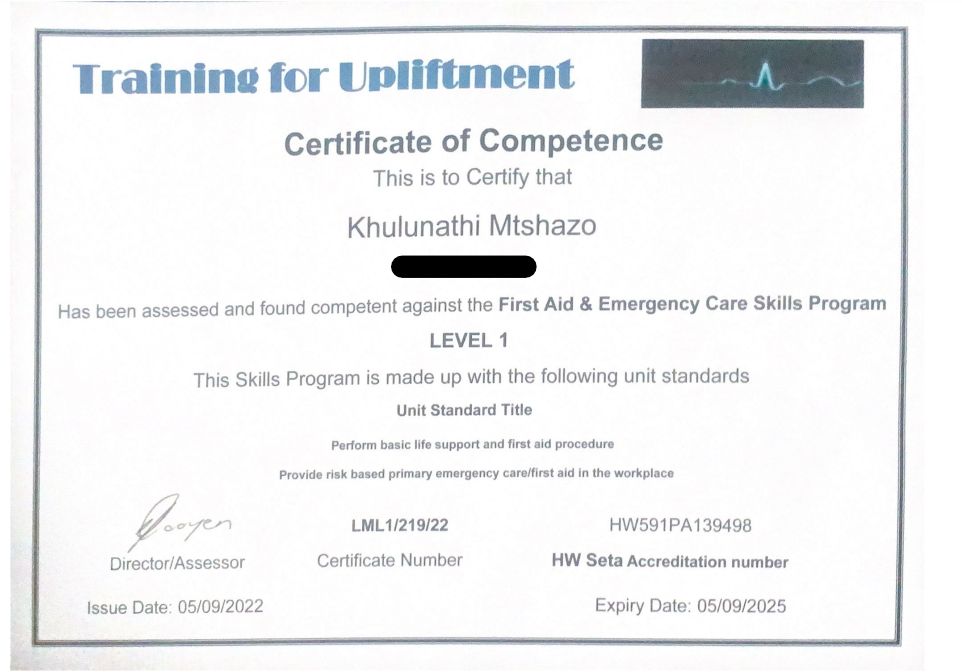 Training for Upliftment
Certificate of Competence
This is to Certify that
Khulunathi Mtshazo
Has been assessed and found competent against the First Aid & Emergency Care Skills Program
LEVEL 1
This Skills Program is made up with the following unit standards
Unit Standard Title
Perform basic life support and first aid procedure
Provide risk based primary emergency care/first aid in the workplace
LML1/219/22 HW591PA139498
Director/Assessor Certificate Number HW Seta Accreditation number
Issue Date: 05/09/2022 Expiry Date: 05/09/2025